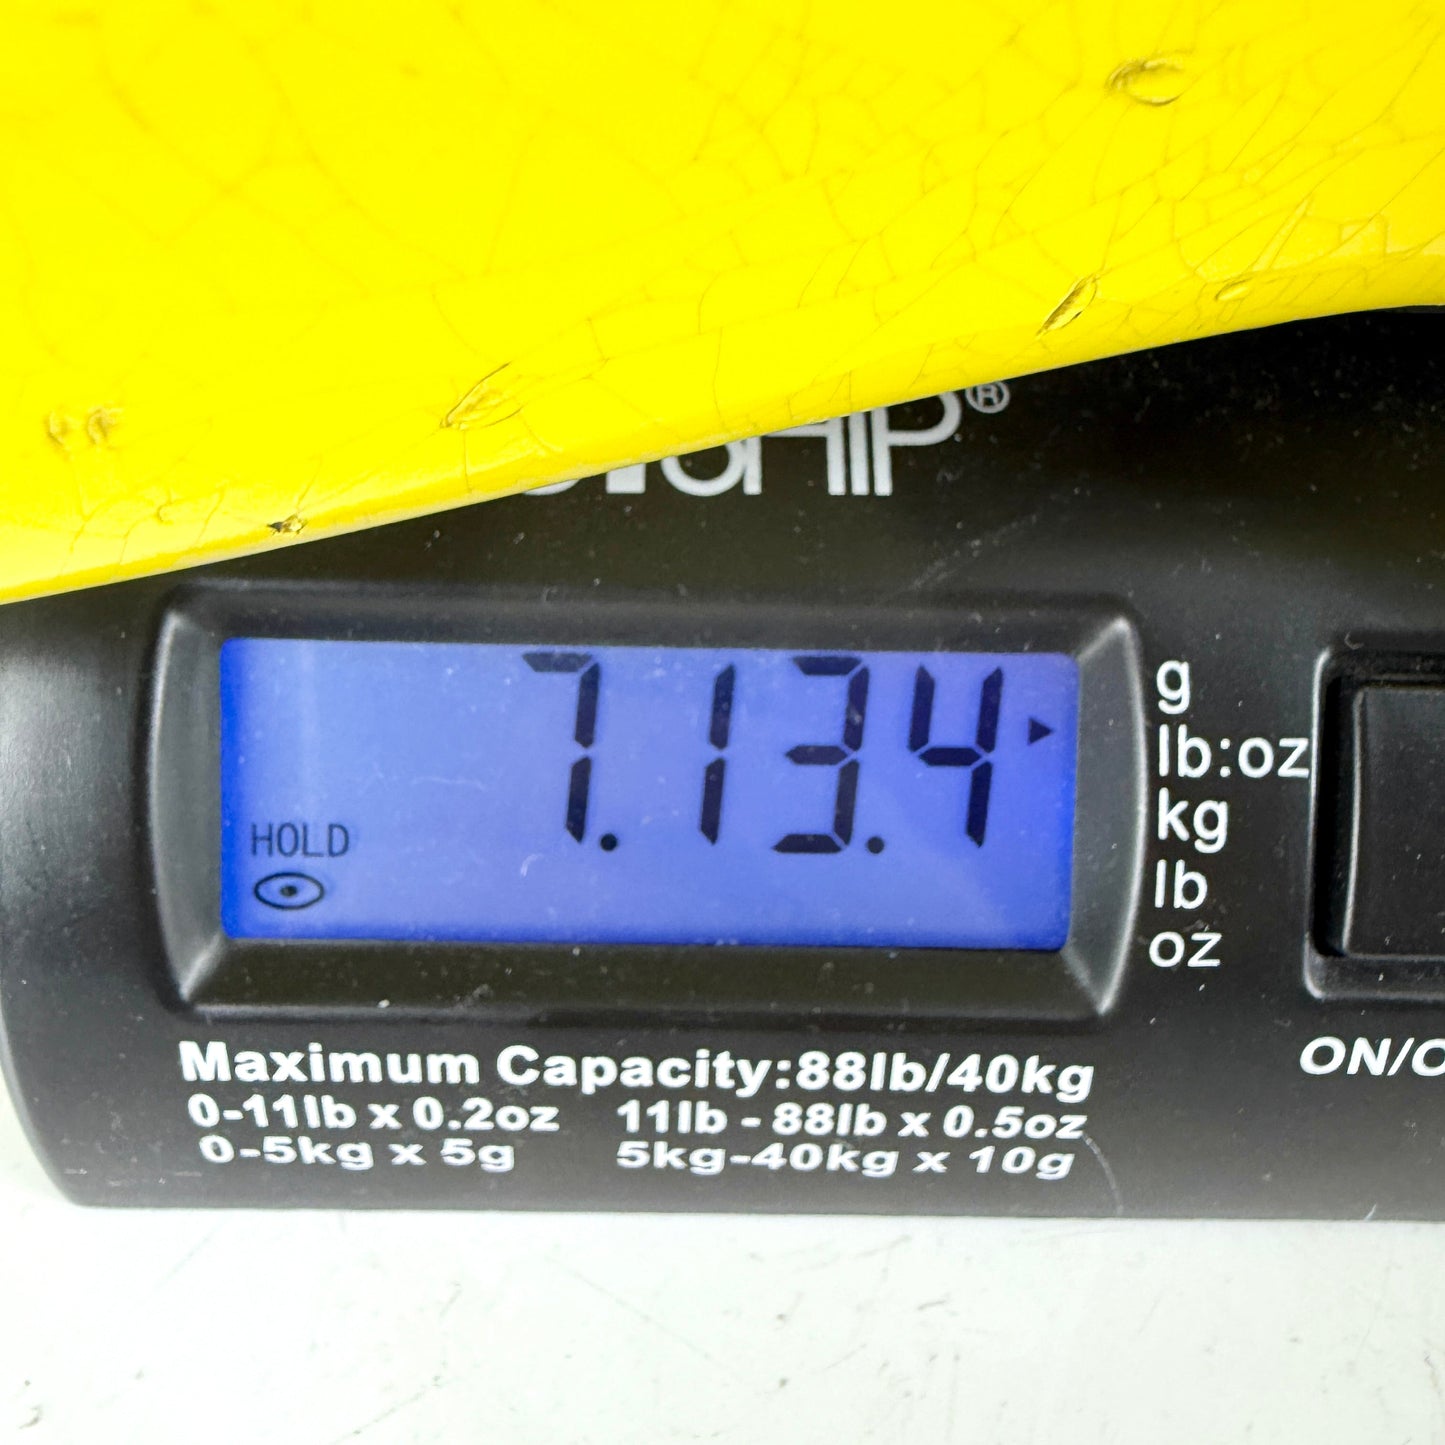 SHIP®
7.13.4
HOLD
g
lb:oz
kg
lb
oz
Maximum Capacity:88lb/40kg
0-11lb x 0.2oz 11lb - 88lb x 0.5oz
0-5kg x 5g 5kg-40kg x 10g